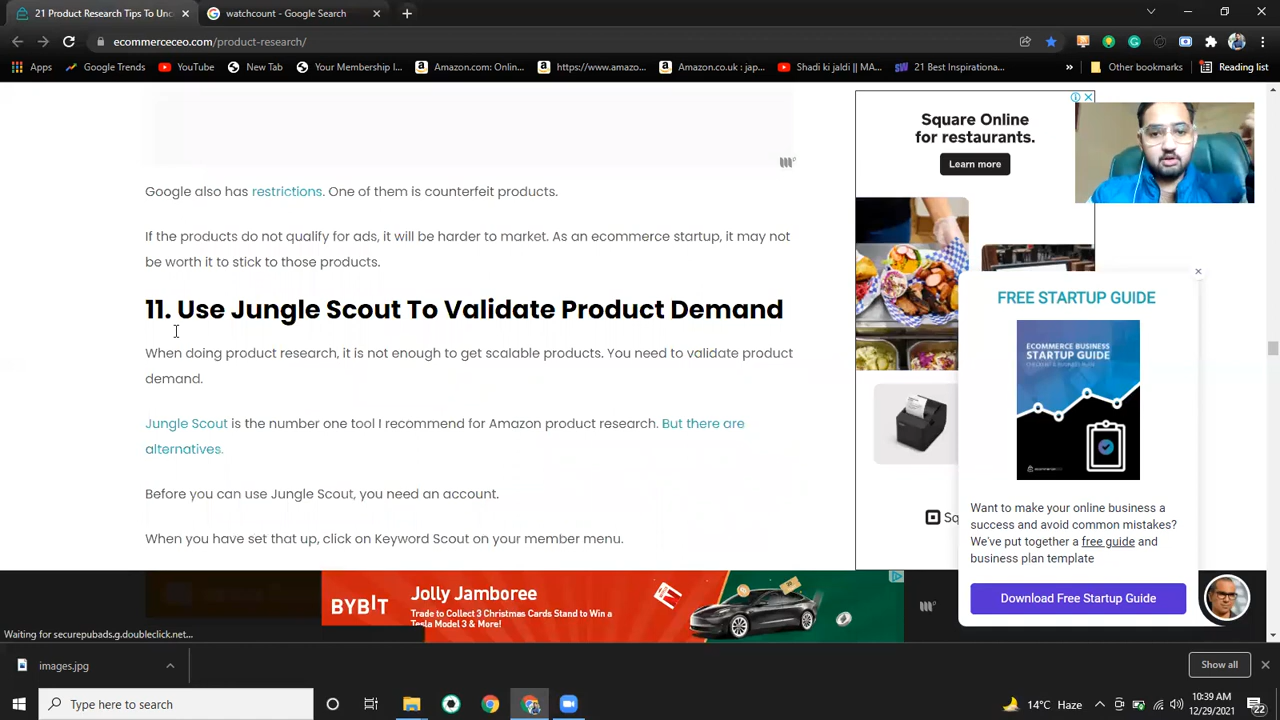 21 Product Research Tips To Unc
watchcount - Google Search
ecommerceceo.com/product-research/
Apps
Google Trends
YouTube
New Tab
Your Membership I...
Amazon.com: Onlin...
https://www.amazo...
Amazon.co.uk : jap...
Shadi ki jaldi || MA...
SW 21 Best Inspirationa...
»
Other bookmarks
Reading list
Google also has restrictions. One of them is counterfeit products.
If the products do not qualify for ads, it will be harder to market. As an ecommerce startup, it may not
be worth it to stick to those products.
11. Use Jungle Scout To Validate Product Demand
When doing product research, it is not enough to get scalable products. You need to validate product
demand.
Jungle Scout is the number one tool I recommend for Amazon product research. But there are
alternatives.
Before you can use Jungle Scout, you need an account.
When you have set that up, click on Keyword Scout on your member menu.
Square Online
for restaurants.
Learn more
Sq
FREE STARTUP GUIDE
ECOMMERCE BUSINESS
STARTUP GUIDE
Want to make your online business a
success and avoid common mistakes?
We've put together a free guide and
business plan template
Download Free Startup Guide
BYBIT
Jolly Jamboree
Trade to Collect 3 Christmas Cards Stand to Win a
Tesla Model 3 & More!
Waiting for securepubads.g.doubleclick.net...
images.jpg
Show all
Type here to search
14°C Haze
10:39 AM
12/29/2021
22